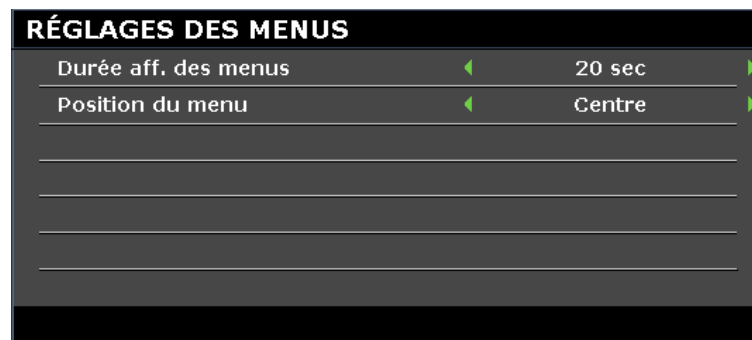 RÉGLAGES DES MENUS
Durée aff. des menus 20 sec
Position du menu Centre